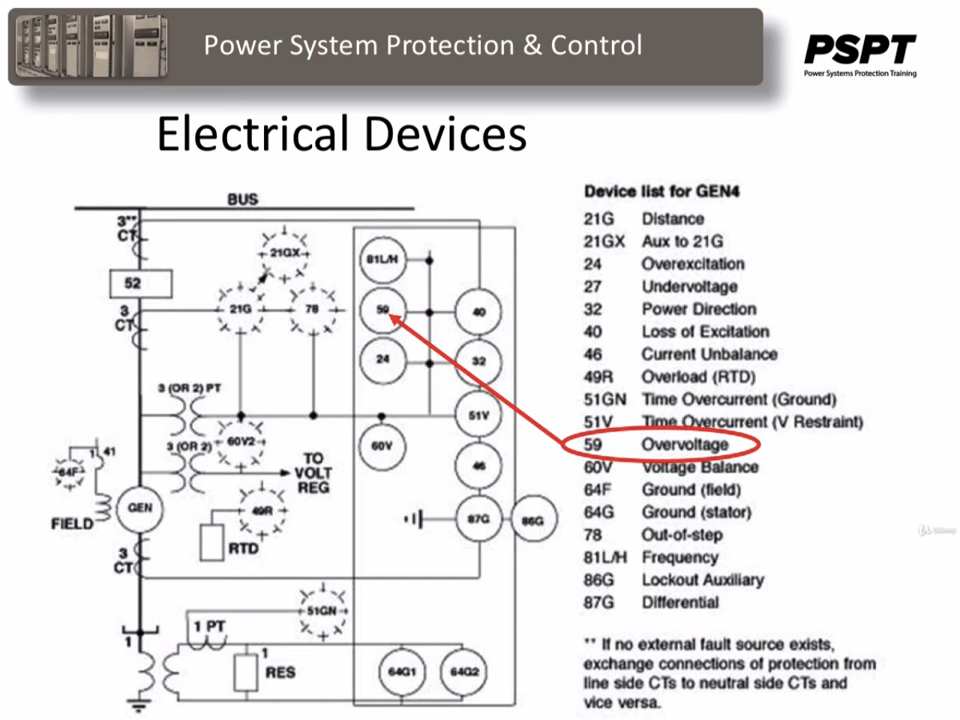 Power System Protection & Control
PSPT
Power Systems Protection Training
Electrical Devices
BUS
3**
CT
52
3
CT
21GX
21G
78
81L/H
59
40
24
32
3 (OR 2) PT
51V
60V2
60V
3 (OR 2)
TO
VOLT
REG
46
41
64F
GEN
FIELD
49R
RTD
87G
86G
3
CT
51GN
1 PT
1
1
RES
64G1
64G2
Device list for GEN4
21G Distance
21GX Aux to 21G
24 Overexcitation
27 Undervoltage
32 Power Direction
40 Loss of Excitation
46 Current Unbalance
49R Overload (RTD)
51GN Time Overcurrent (Ground)
51V Time Overcurrent (V Restraint)
59 Overvoltage
60V Voltage Balance
64F Ground (field)
64G Ground (stator)
78 Out-of-step
81L/H Frequency
86G Lockout Auxiliary
87G Differential
** If no external fault source exists,
exchange connections of protection from
line side CTs to neutral side CTs and
vice versa.